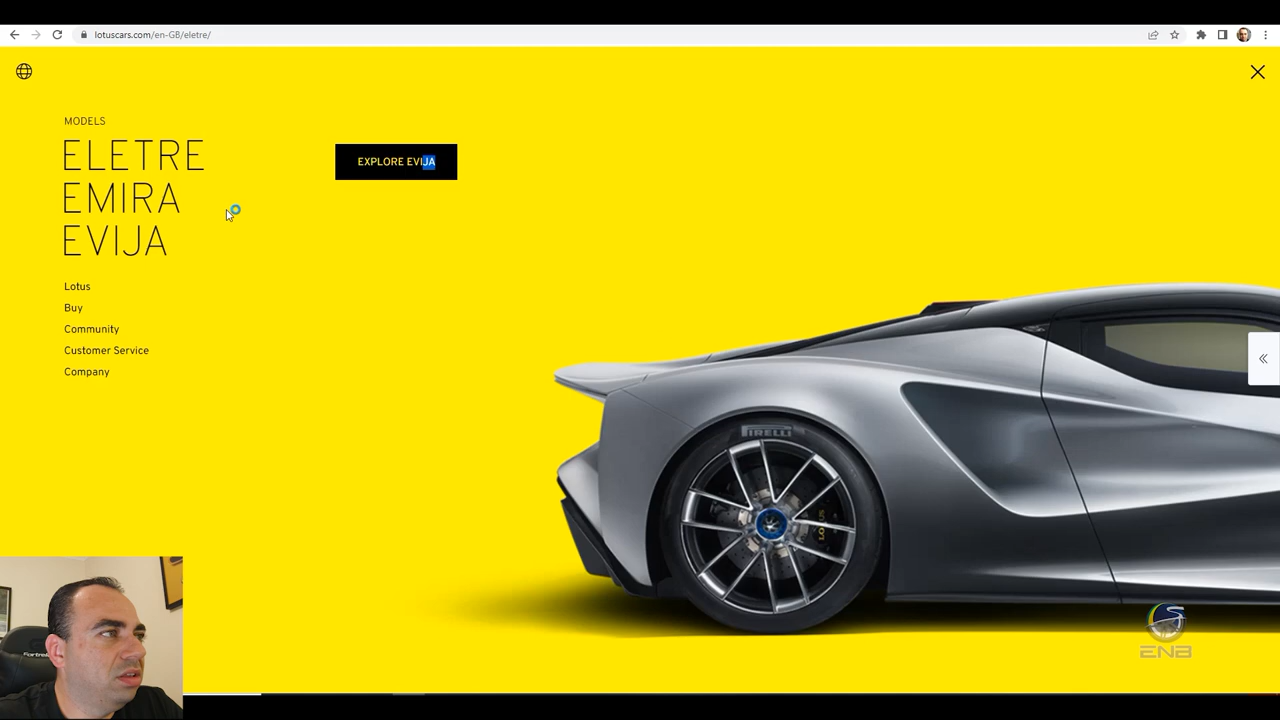 lotuscars.com/en-GB/eletre/
MODELS
ELETRE
EMIRA
EVIJA
EXPLORE EVIJA
Lotus
Buy
Community
Customer Service
Company
PIRELLI
LOTUS
ENB